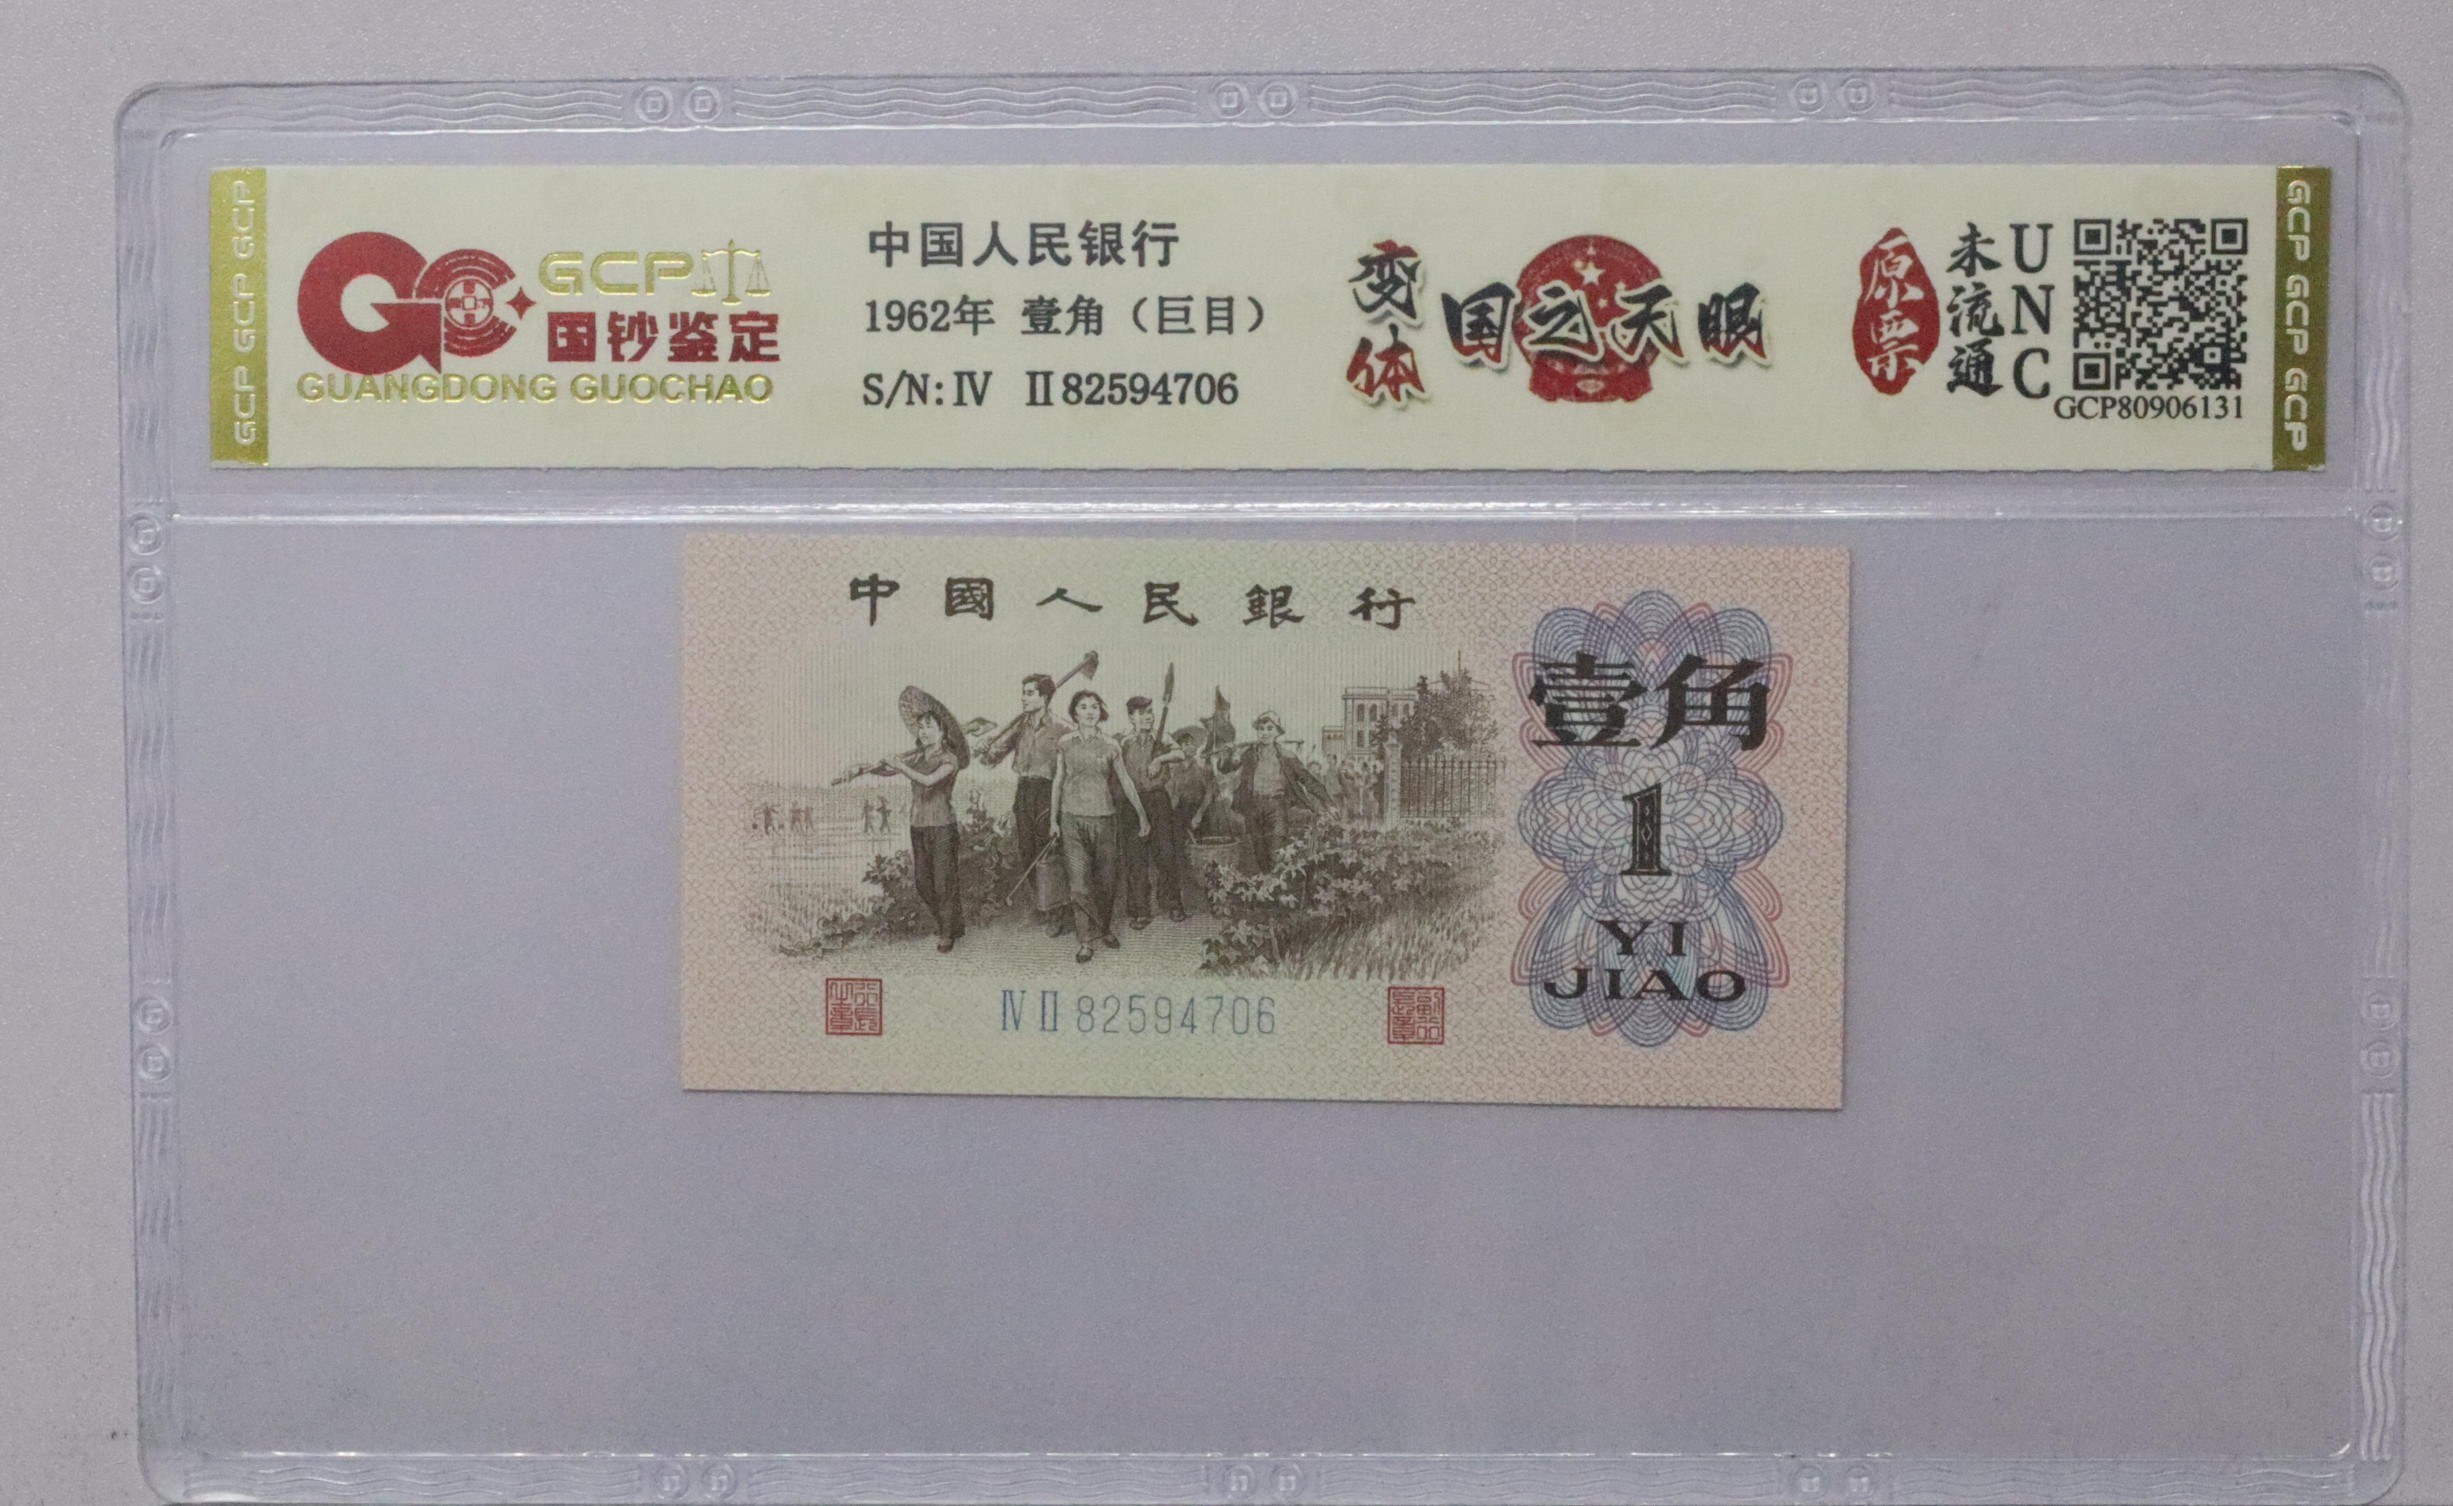 GCP GCP GCP
GCP
国钞鉴定
GUANGDONG GUOCHAO
中国人民银行
1962年 壹角（巨目）
S/N: Ⅳ Ⅱ82594706
变体
国之天眼
原票
未流通
UNC
GCP80906131
GCP GCP GCP
中國人民銀行
壹角
1
YI
JIAO
Ⅳ Ⅱ 82594706